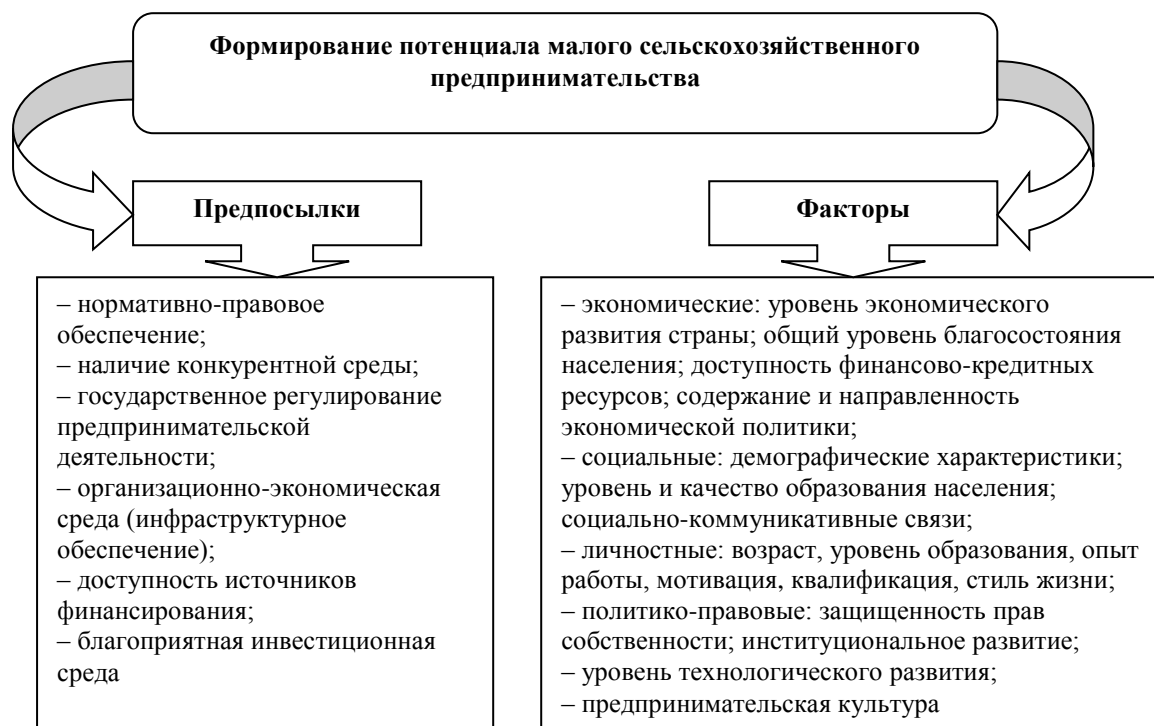 Формирование потенциала малого сельскохозяйственного
предпринимательства
Предпосылки
– нормативно-правовое
обеспечение;
– наличие конкурентной среды;
– государственное регулирование
предпринимательской
деятельности;
– организационно-экономическая
среда (инфраструктурное
обеспечение);
– доступность источников
финансирования;
– благоприятная инвестиционная
среда
Факторы
– экономические: уровень экономического
развития страны; общий уровень благосостояния
населения; доступность финансово-кредитных
ресурсов; содержание и направленность
экономической политики;
– социальные: демографические характеристики;
уровень и качество образования населения;
социально-коммуникативные связи;
– личностные: возраст, уровень образования, опыт
работы, мотивация, квалификация, стиль жизни;
– политико-правовые: защищенность прав
собственности; институциональное развитие;
– уровень технологического развития;
– предпринимательская культура